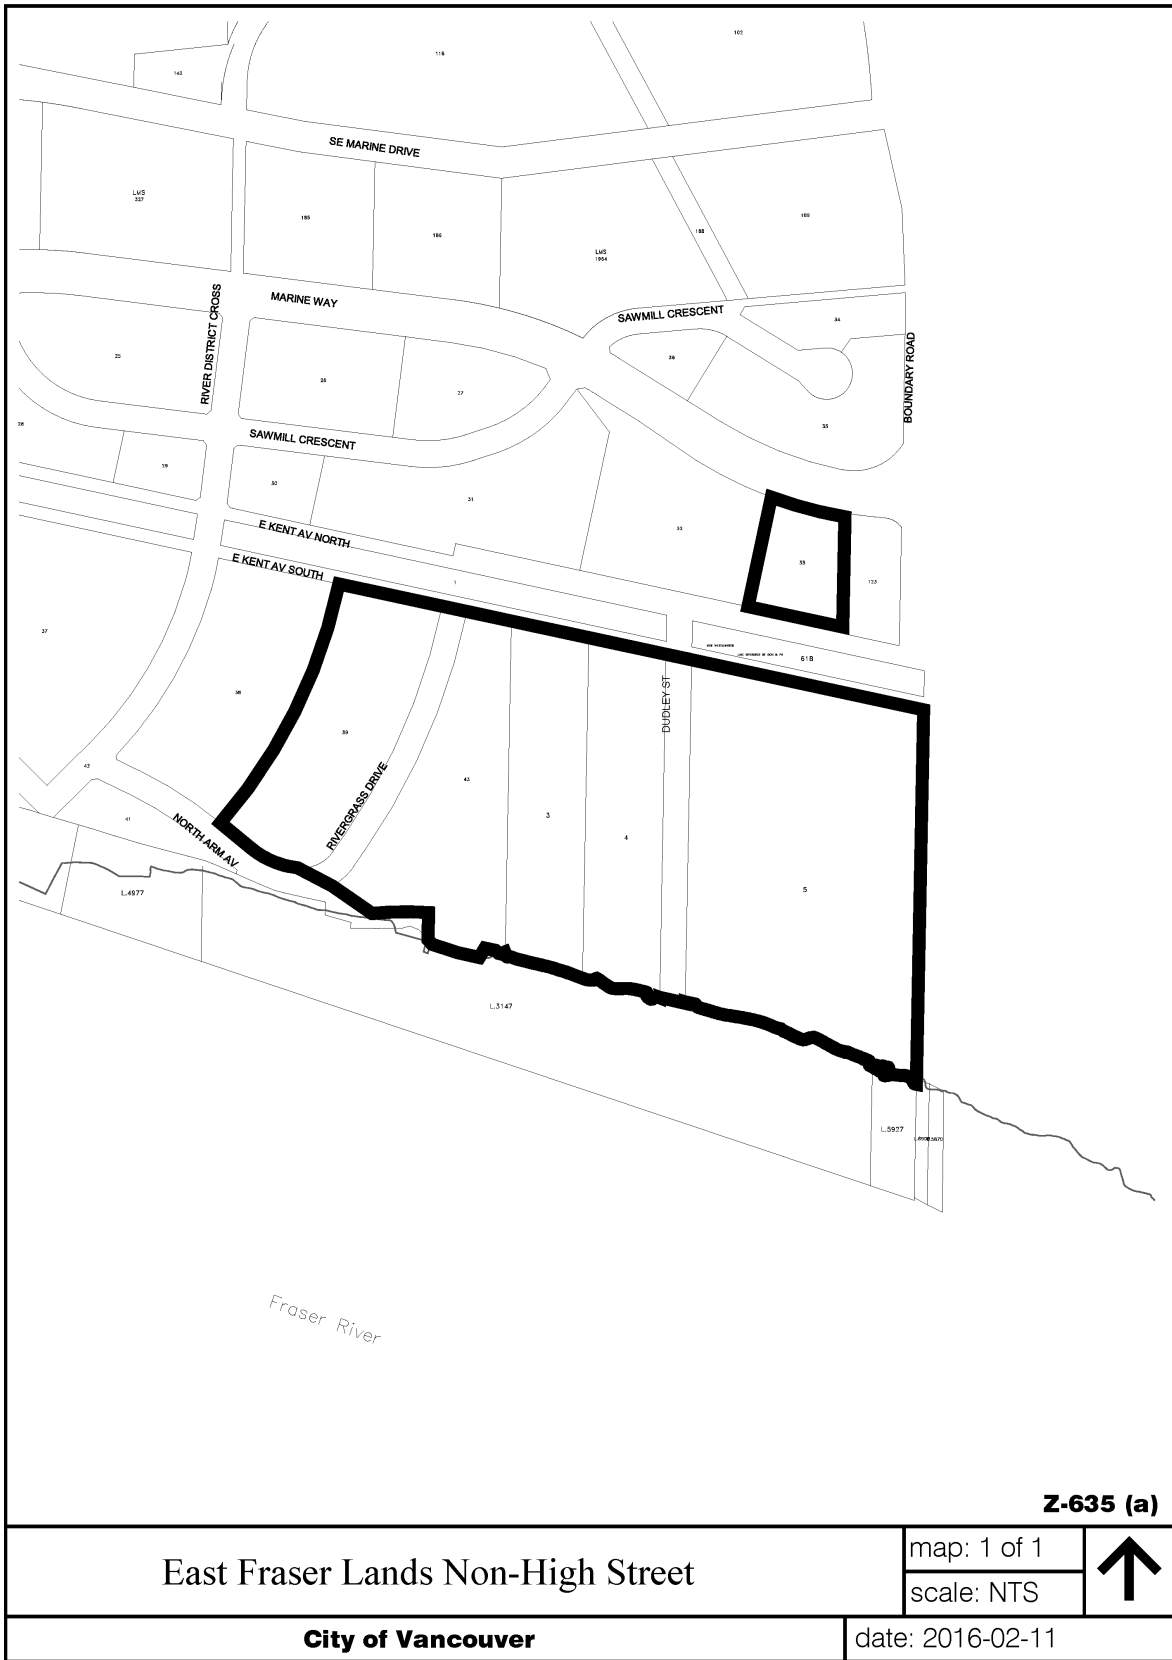 102
118
143
SE MARINE DRIVE
LMS
327
185
186
188
LMS
1964
MARINE WAY
SAWMILL CRESCENT
34
RIVER DISTRICT CROSS
BOUNDARY ROAD
25
36
26
27
28
35
SAWMILL CRESCENT
29
30
31
32
E KENT AV NORTH
33
E KENT AV SOUTH
1
123
37
61B
38
DUDLEY ST
39
42
43
RIVERGRASS DRIVE
3
41
NORTH ARM AV
4
5
L.4977
L.3147
L.5927
Fraser River
Z-635 (a)
East Fraser Lands Non-High Street
map: 1 of 1
scale: NTS
City of Vancouver
date: 2016-02-11